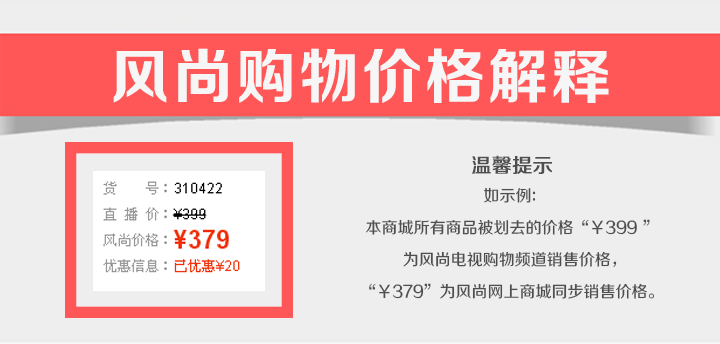 风尚购物价格解释
货 号：310422
直 播 价：¥399
风尚价格：¥379
优惠信息：已优惠¥20
温馨提示
如示例:
本商城所有商品被划去的价格“￥399 ”
为风尚电视购物频道销售价格，
“￥379”为风尚网上商城同步销售价格。